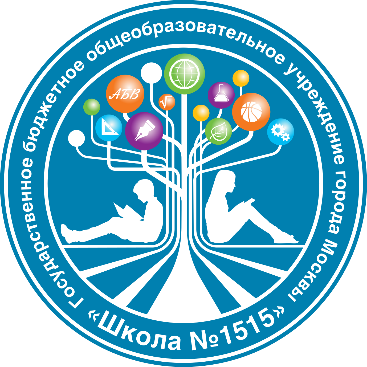 Государственное бюджетное общеобразовательное учреждение города Москвы
«Школа №1515»
АБВ